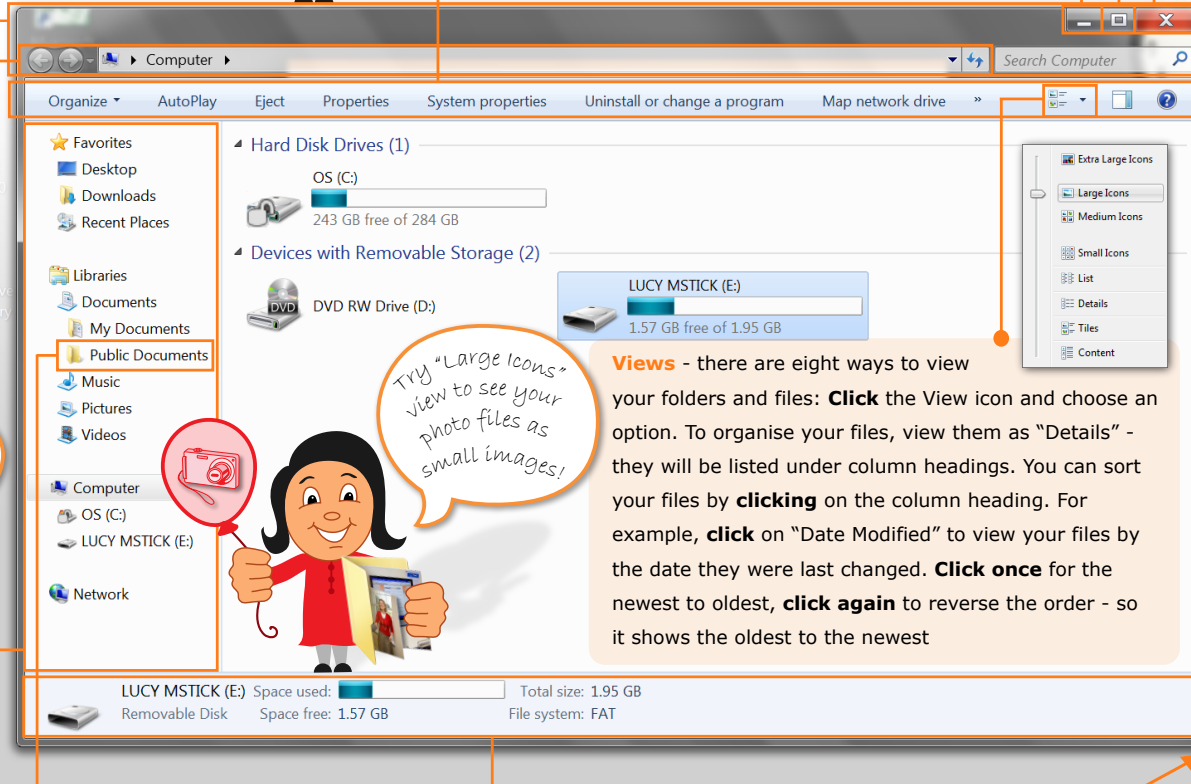 Computer
Search Computer
Organize
AutoPlay
Eject
Properties
System properties
Uninstall or change a program
Map network drive
»
Favorites
Desktop
Downloads
Recent Places
Libraries
Documents
My Documents
Public Documents
Music
Pictures
Videos
Computer
OS (C:)
LUCY MSTICK (E:)
Network
Hard Disk Drives (1)
OS (C:)
243 GB free of 284 GB
Devices with Removable Storage (2)
DVD
DVD RW Drive (D:)
LUCY MSTICK (E:)
1.57 GB free of 1.95 GB
Extra Large Icons
Large Icons
Medium Icons
Small Icons
List
Details
Tiles
Content
Try "Large Icons"
view to see your
photo files as
small images!
Views - there are eight ways to view
your folders and files: Click the View icon and choose an
option. To organise your files, view them as “Details” -
they will be listed under column headings. You can sort
your files by clicking on the column heading. For
example, click on “Date Modified” to view your files by
the date they were last changed. Click once for the
newest to oldest, click again to reverse the order - so
it shows the oldest to the newest
LUCY MSTICK (E:) Space used: Total size: 1.95 GB
Removable Disk Space free: 1.57 GB File system: FAT